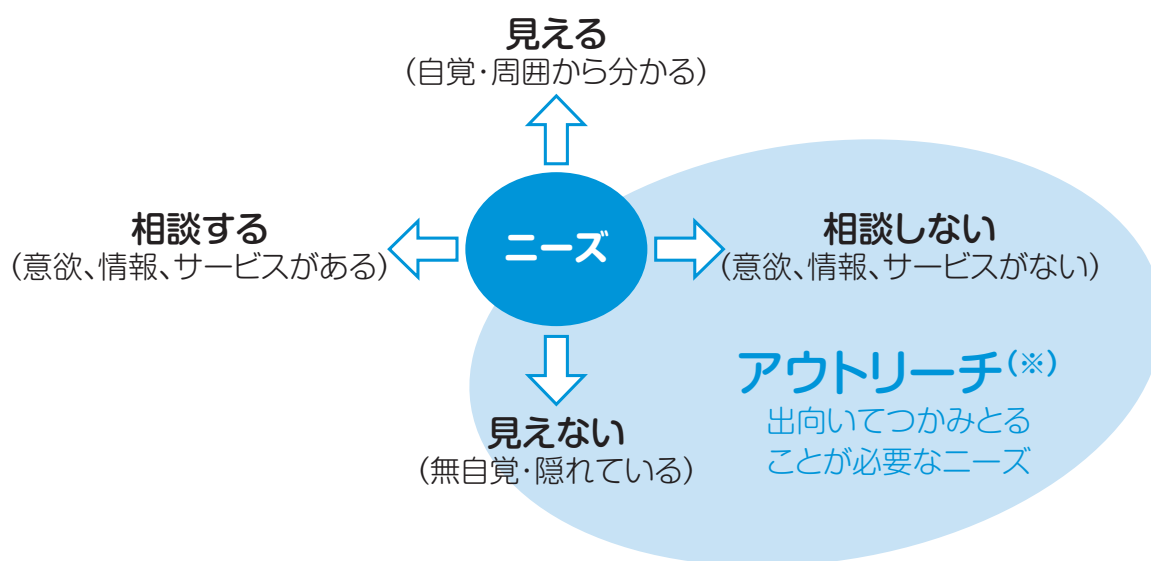 見える
(自覚・周囲から分かる)
相談する
(意欲、情報、サービスがある)
ニーズ
相談しない
(意欲、情報、サービスがない)
アウトリーチ(※)
出向いてつかみとる
ことが必要なニーズ
見えない
(無自覚・隠れている)